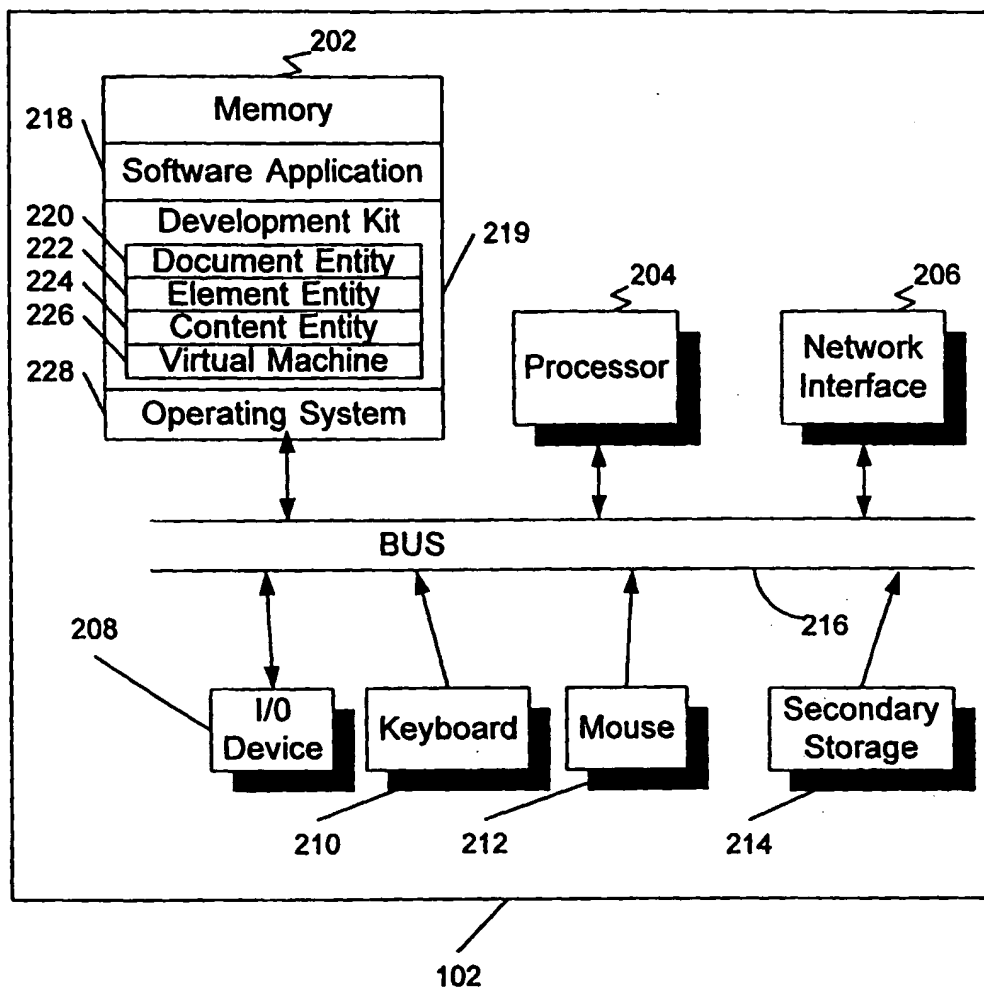 202
Memory
218
Software Application
Development Kit
220
219
Document Entity
222
Element Entity
224
Content Entity
226
Virtual Machine
228
Operating System
204
Processor
206
Network
Interface
BUS
216
208
I/0
Device
Keyboard
Mouse
Secondary
Storage
210
212
214
102